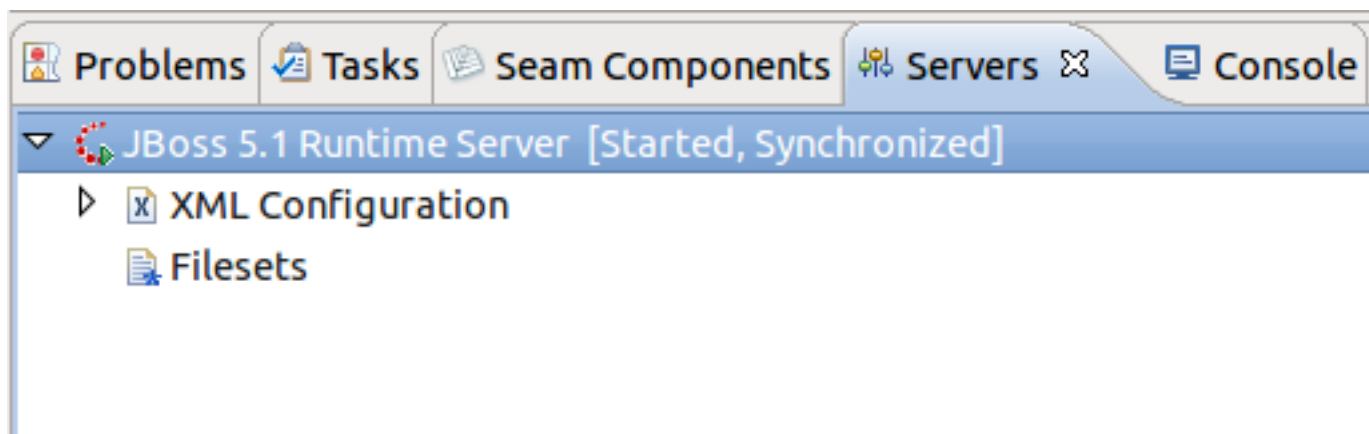 Problems Tasks Seam Components Servers Console
JBoss 5.1 Runtime Server [Started, Synchronized]
XML Configuration
Filesets